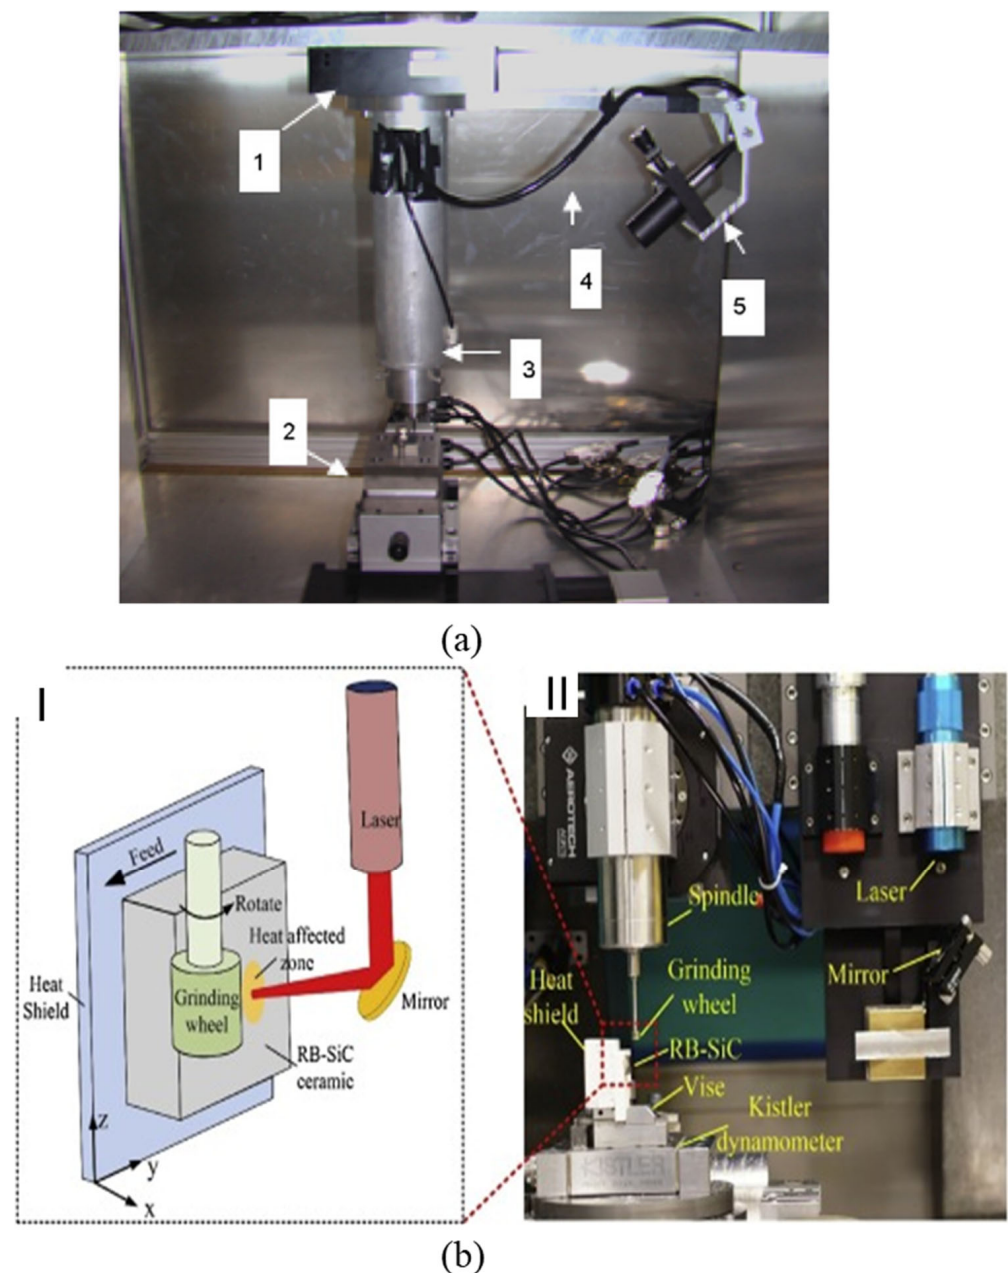 1
2
3
4
5
(a)
I
Feed
Rotate
Heat affected
zone
Laser
Mirror
Heat
Shield
Grinding
wheel
RB-SiC
ceramic
z
y
x
II
AEROTECH
Spindle
Laser
Grinding
wheel
Mirror
Heat
shield
RB-SiC
Vise
Kistler
dynamometer
KISTLER
(b)